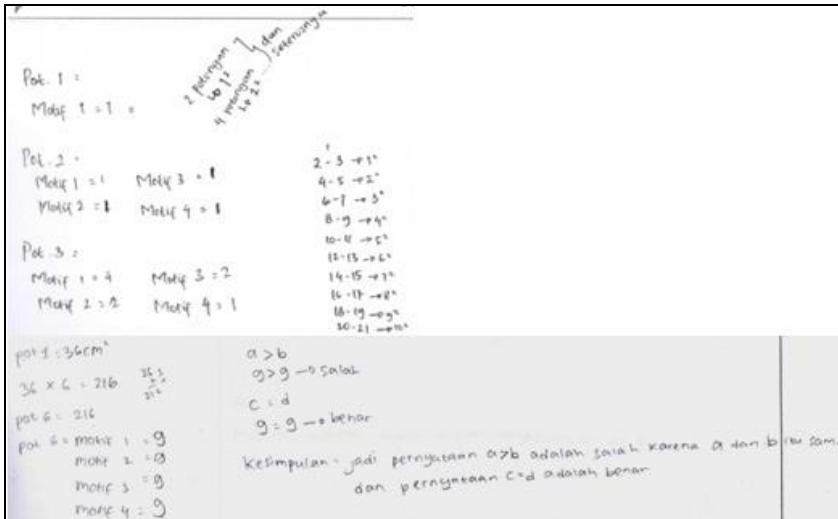 2 potongan
↳ 1²
4 potongan
↳ 2²
dan
seterusnya
Pot. 1 :
Motif 1 = 1
Pot. 2 =
Motif 1 = 1 Motif 3 = 1
Motif 2 = 1 Motif 4 = 1
Pot. 3 =
Motif 1 = 4 Motif 3 = 2
Motif 2 = 2 Motif 4 = 1
2-3 → 1²
4-5 → 2²
6-7 → 3²
8-9 → 4²
10-11 → 5²
12-13 → 6²
14-15 → 7²
16-17 → 8²
18-19 → 9²
20-21 → 10²
pot 1 = 36 cm²
36 × 6 = 216
pot 6 = 216
pot 6 = motif 1 = 9
motif 2 = 9
motif 3 = 9
motif 4 = 9
a > b
9 > 9 → salah
c = d
9 = 9 → benar
Kesimpulan = jadi pernyataan a>b adalah salah karena a dan b itu sam
dan pernyataan c=d adalah benar